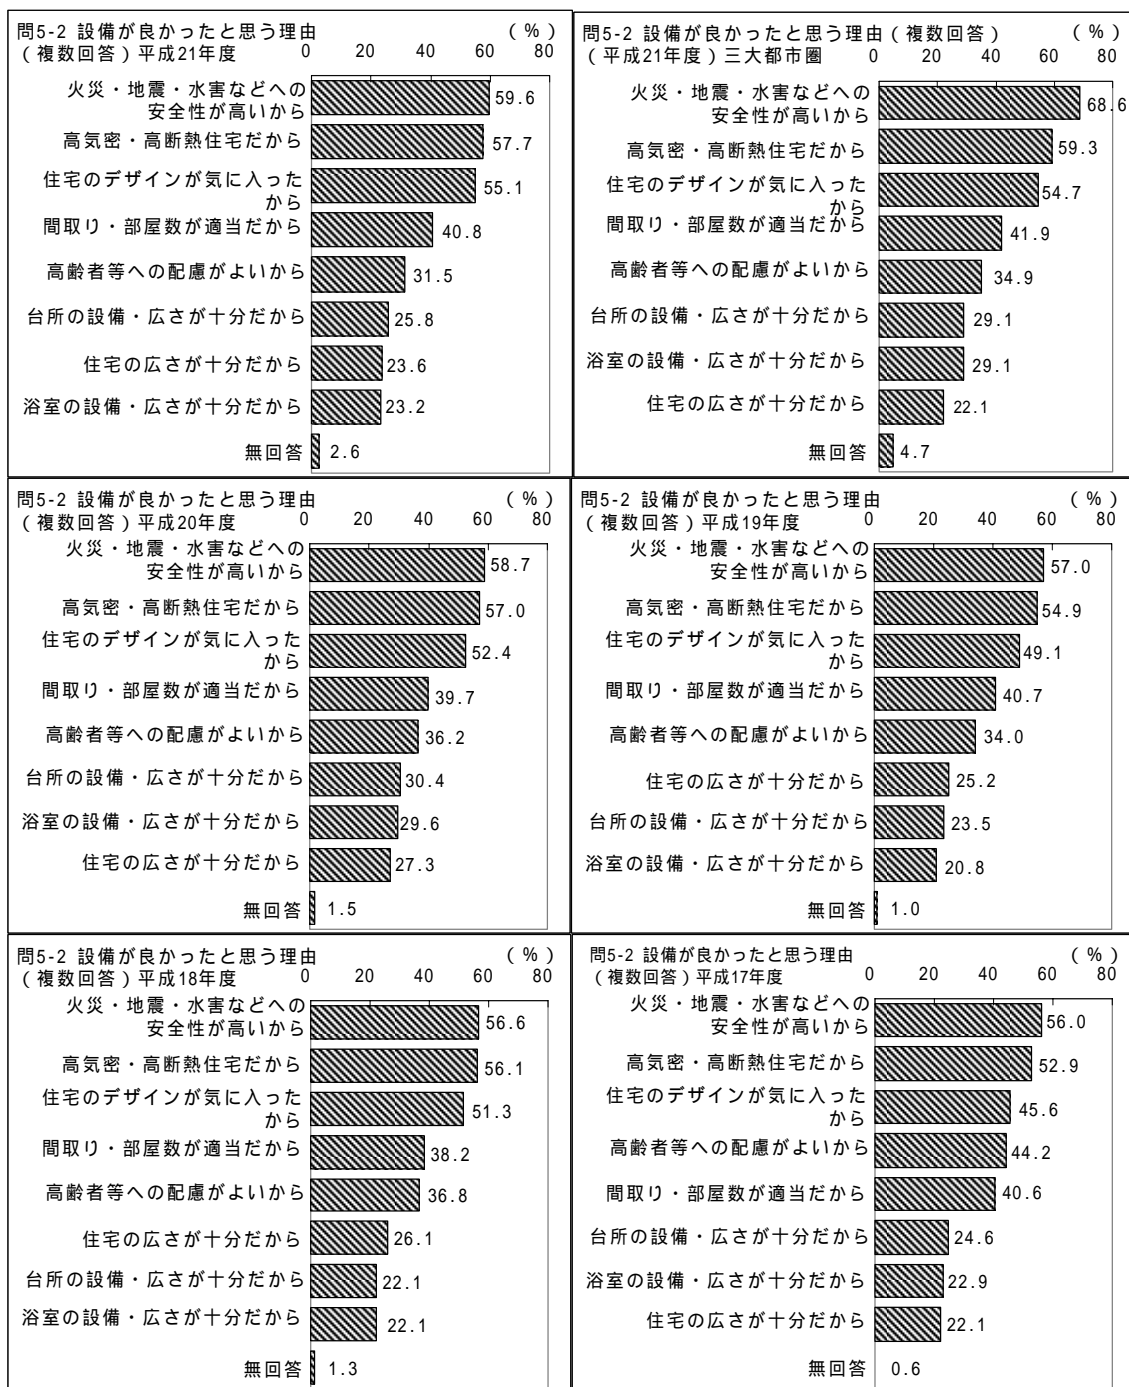 問5-2 設備が良かったと思う理由 (%)
(複数回答)平成21年度 0 20 40 60 80
火災・地震・水害などへの
安全性が高いから 59.6
高気密・高断熱住宅だから 57.7
住宅のデザインが気に入った
から 55.1
間取り・部屋数が適当だから 40.8
高齢者等への配慮がよいから 31.5
台所の設備・広さが十分だから 25.8
住宅の広さが十分だから 23.6
浴室の設備・広さが十分だから 23.2
無回答 2.6
問5-2 設備が良かったと思う理由(複数回答) (%)
(平成21年度)三大都市圏 0 20 40 60 80
火災・地震・水害などへの
安全性が高いから 68.6
高気密・高断熱住宅だから 59.3
住宅のデザインが気に入った
から 54.7
間取り・部屋数が適当だから 41.9
高齢者等への配慮がよいから 34.9
台所の設備・広さが十分だから 29.1
浴室の設備・広さが十分だから 29.1
住宅の広さが十分だから 22.1
無回答 4.7
問5-2 設備が良かったと思う理由 (%)
(複数回答)平成20年度 0 20 40 60 80
火災・地震・水害などへの
安全性が高いから 58.7
高気密・高断熱住宅だから 57.0
住宅のデザインが気に入った
から 52.4
間取り・部屋数が適当だから 39.7
高齢者等への配慮がよいから 36.2
台所の設備・広さが十分だから 30.4
浴室の設備・広さが十分だから 29.6
住宅の広さが十分だから 27.3
無回答 1.5
問5-2 設備が良かったと思う理由 (%)
(複数回答)平成19年度 0 20 40 60 80
火災・地震・水害などへの
安全性が高いから 57.0
高気密・高断熱住宅だから 54.9
住宅のデザインが気に入った
から 49.1
間取り・部屋数が適当だから 40.7
高齢者等への配慮がよいから 34.0
住宅の広さが十分だから 25.2
台所の設備・広さが十分だから 23.5
浴室の設備・広さが十分だから 20.8
無回答 1.0
問5-2 設備が良かったと思う理由 (%)
(複数回答)平成18年度 0 20 40 60 80
火災・地震・水害などへの
安全性が高いから 56.6
高気密・高断熱住宅だから 56.1
住宅のデザインが気に入った
から 51.3
間取り・部屋数が適当だから 38.2
高齢者等への配慮がよいから 36.8
住宅の広さが十分だから 26.1
台所の設備・広さが十分だから 22.1
浴室の設備・広さが十分だから 22.1
無回答 1.3
問5-2 設備が良かったと思う理由 (%)
(複数回答)平成17年度 0 20 40 60 80
火災・地震・水害などへの
安全性が高いから 56.0
高気密・高断熱住宅だから 52.9
住宅のデザインが気に入った
から 45.6
高齢者等への配慮がよいから 44.2
間取り・部屋数が適当だから 40.6
台所の設備・広さが十分だから 24.6
浴室の設備・広さが十分だから 22.9
住宅の広さが十分だから 22.1
無回答 0.6